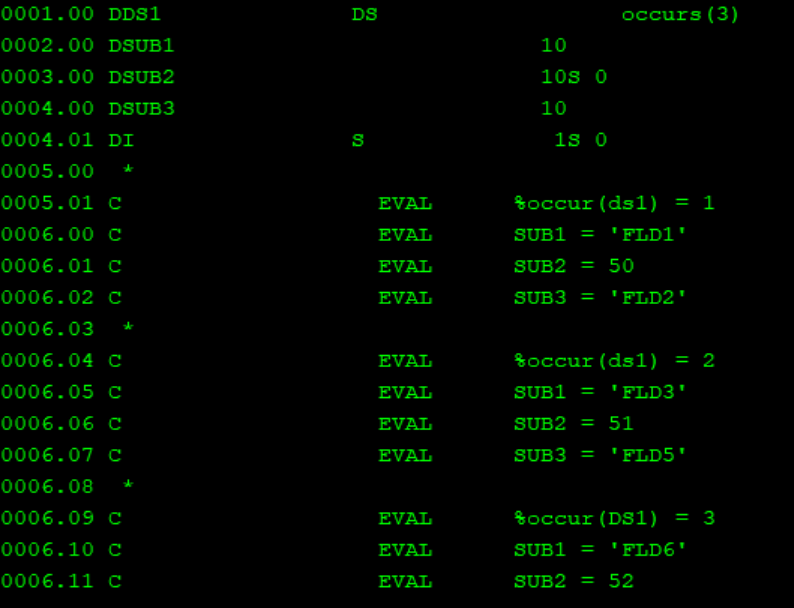 0001.00 DDS1              DS                  occurs(3)
0002.00 DSUB1                           10
0003.00 DSUB2                           10S 0
0004.00 DSUB3                           10
0004.01 DI                S              1S 0
0005.00  *
0005.01 C                   EVAL      %occur(ds1) = 1
0006.00 C                   EVAL      SUB1 = 'FLD1'
0006.01 C                   EVAL      SUB2 = 50
0006.02 C                   EVAL      SUB3 = 'FLD2'
0006.03  *
0006.04 C                   EVAL      %occur(ds1) = 2
0006.05 C                   EVAL      SUB1 = 'FLD3'
0006.06 C                   EVAL      SUB2 = 51
0006.07 C                   EVAL      SUB3 = 'FLD5'
0006.08  *
0006.09 C                   EVAL      %occur(DS1) = 3
0006.10 C                   EVAL      SUB1 = 'FLD6'
0006.11 C                   EVAL      SUB2 = 52